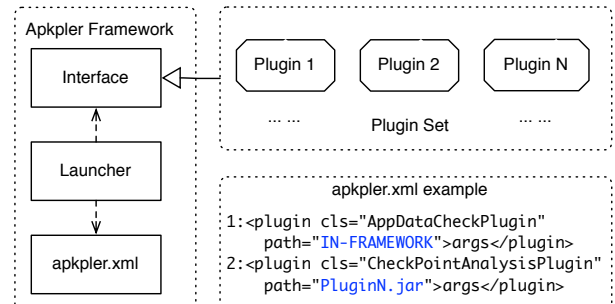 Apkpler Framework
Interface
Launcher
apkpler.xml
Plugin 1
Plugin 2
Plugin N
... ...
... ...
Plugin Set
apkpler.xml example
1:<plugin cls="AppDataCheckPlugin"
path="IN-FRAMEWORK">args</plugin>
2:<plugin cls="CheckPointAnalysisPlugin"
path="PluginN.jar">args</plugin>